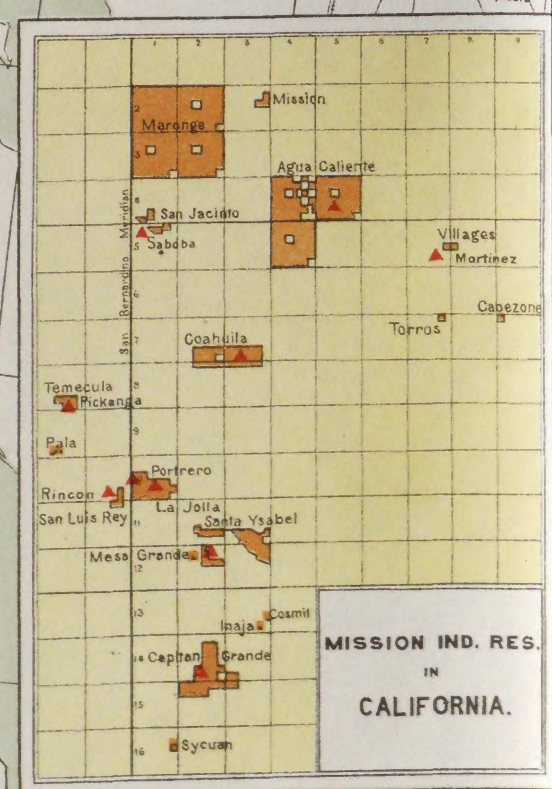 1 2 4 5 7 8 9
2
Mission
Maronge
3
Agua Caliente
4
San Jacinto
Saboba
5
Villages
Martinez
San Bernardino Meridian
6
Cabezone
Torros
7
Coahuila
8
Temecula
Pickanga
9
Pala
Portrero
Rincon
La Jolla
San Luis Rey
11
Santa Ysabel
Mesa Grande
12
13
Cosmit
Inaja
14
Capitan Grande
15
16
Sycuan
MISSION IND. RES.
IN
CALIFORNIA.